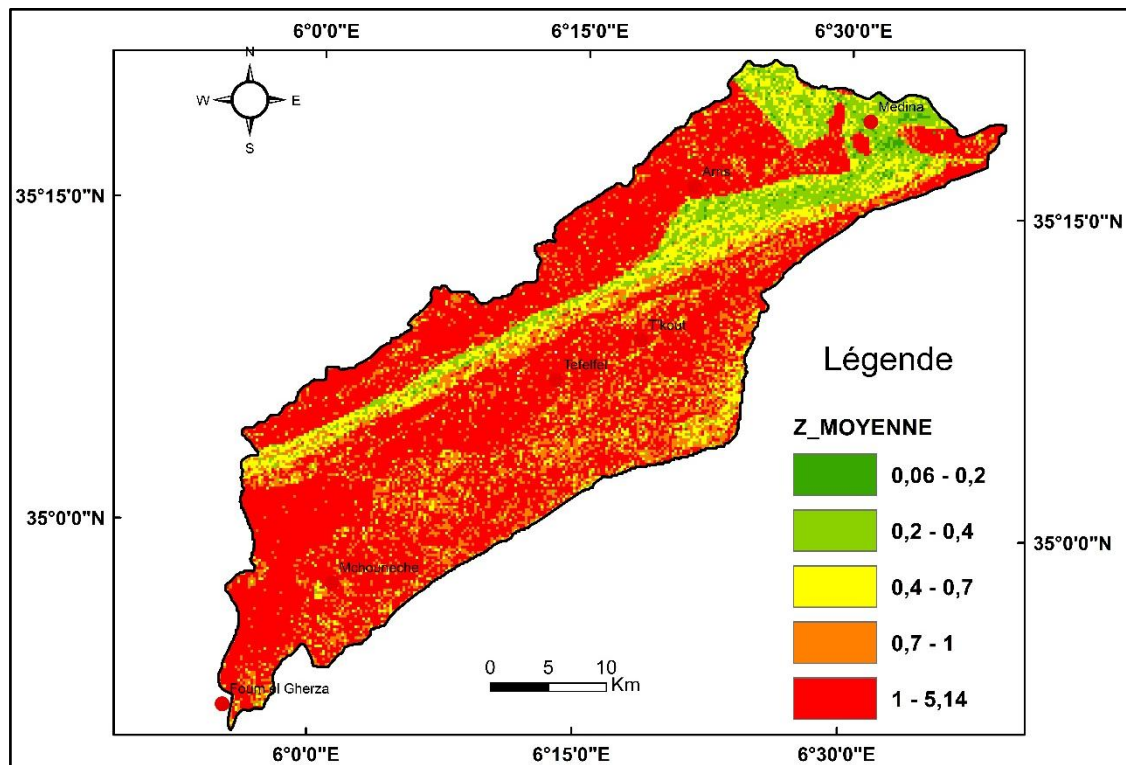 6°0'0"E 6°15'0"E 6°30'0"E
N
W E
S
Medina
Arris
35°15'0"N
35°15'0"N
T'kout
Tefelfel
Légende
Z_MOYENNE
0,06 - 0,2
0,2 - 0,4
35°0'0"N
35°0'0"N
Mchouneche
0,4 - 0,7
0,7 - 1
0 5 10
Km
Foum el Gherza
1 - 5,14
6°0'0"E 6°15'0"E 6°30'0"E